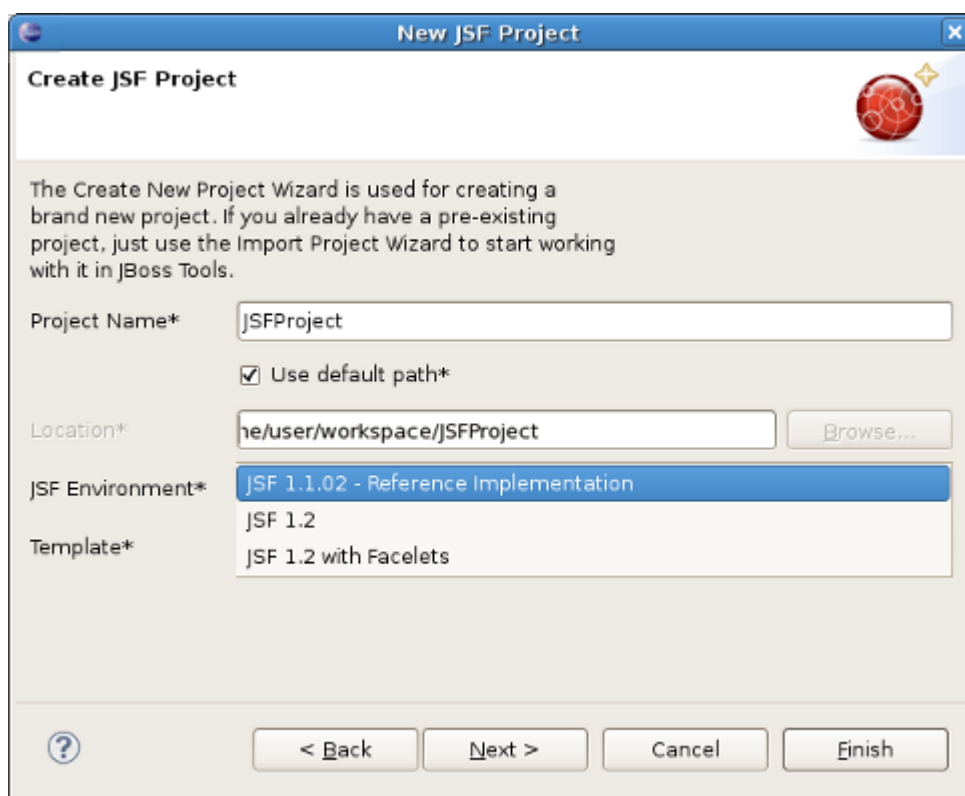 New JSF Project
Create JSF Project
The Create New Project Wizard is used for creating a
brand new project. If you already have a pre-existing
project, just use the Import Project Wizard to start working
with it in JBoss Tools.
Project Name* JSFProject
Use default path*
Location* ne/user/workspace/JSFProject Browse...
JSF Environment* JSF 1.1.02 - Reference Implementation
JSF 1.2
Template* JSF 1.2 with Facelets
? < Back Next > Cancel Finish